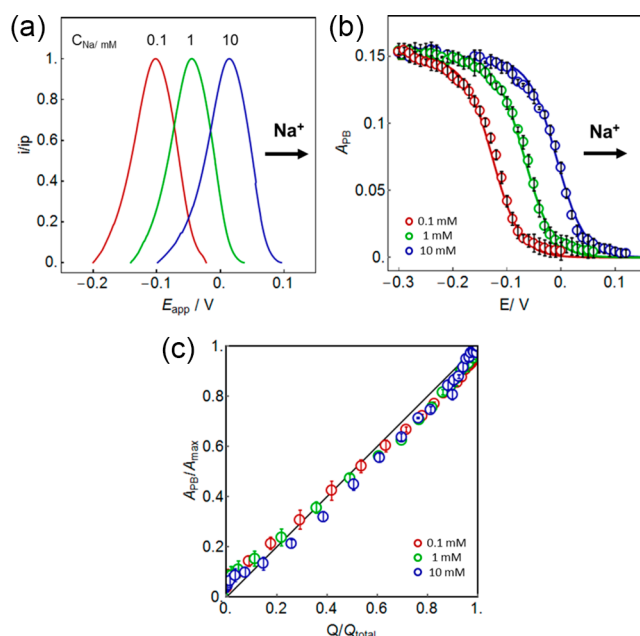 (a)
C_Na/ mM 0.1 1 10
i/ip
1
0.8
0.6
0.4
0.2
0
Na⁺
−0.2 −0.1 0. 0.1
E_app / V
(b)
A_PB
0.15
0.1
0.05
0.
Na⁺
0.1 mM
1 mM
10 mM
−0.3 −0.2 −0.1 0. 0.1
E/ V
(c)
A_PB/A_max
1.
0.8
0.6
0.4
0.2
0.
0.1 mM
1 mM
10 mM
0. 0.2 0.4 0.6 0.8 1.
Q/Q_total